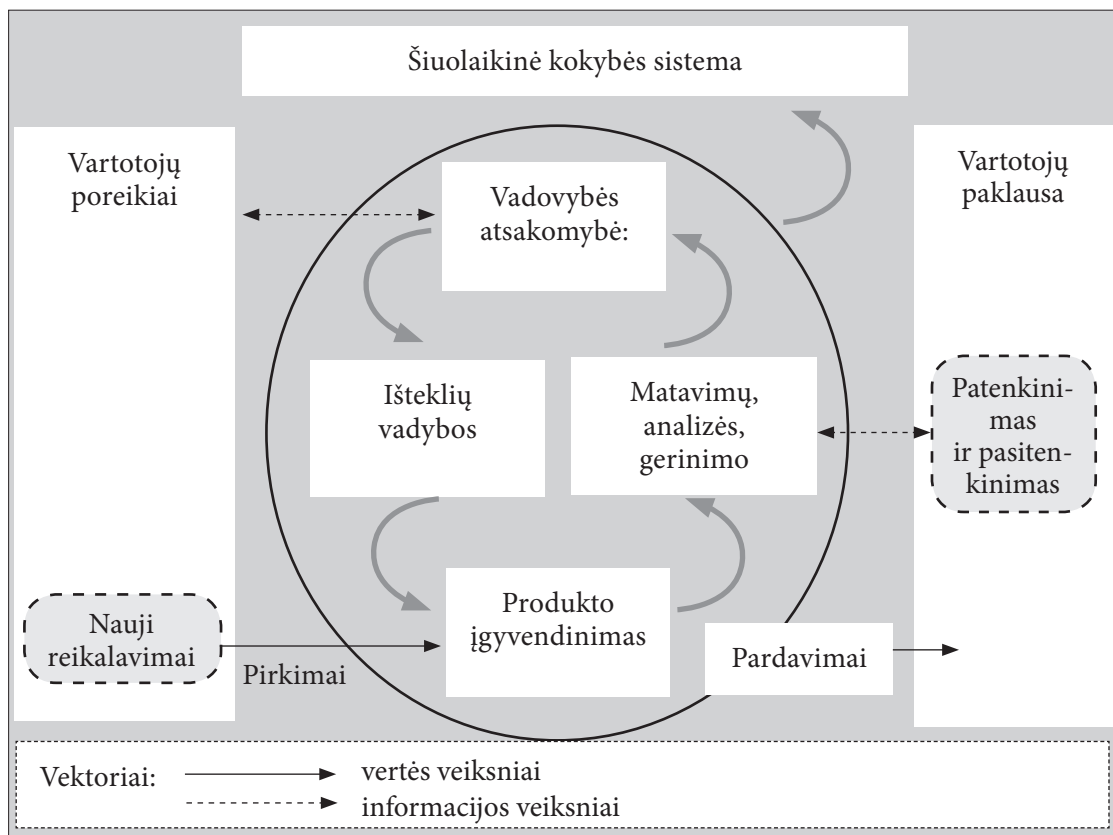 Šiuolaikinė kokybės sistema
Vartotojų
poreikiai
Vartotojų
paklausa
Vadovybės
atsakomybė:
Išteklių
vadybos
Matavimų,
analizės,
gerinimo
Patenkini-
mas
ir pasiten-
kinimas
Nauji
reikalavimai
Pirkimai
Produkto
įgyvendinimas
Pardavimai
Vektoriai:
vertės veiksniai
informacijos veiksniai